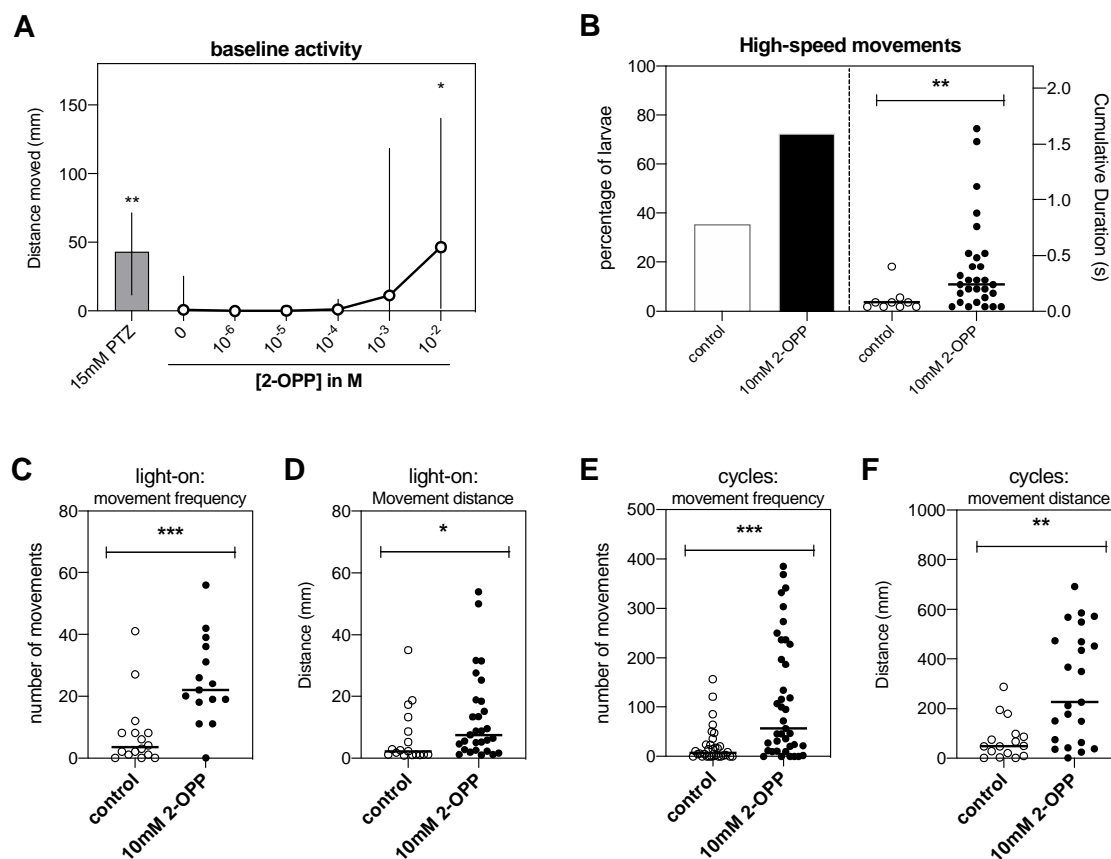 A
baseline activity
Distance moved (mm)
150
100
50
0
**
*
15mM PTZ
0
10-6
10-5
10-4
10-3
10-2
[2-OPP] in M
B
High-speed movements
percentage of larvae
100
80
60
40
20
0
**
2.0
1.5
1.0
0.5
0.0
Cumulative Duration (s)
control
10mM 2-OPP
control
10mM 2-OPP
C
light-on:
movement frequency
number of movements
80
60
40
20
0
***
control
10mM 2-OPP
D
light-on:
Movement distance
Distance (mm)
80
60
40
20
0
*
control
10mM 2-OPP
E
cycles:
movement frequency
number of movements
500
400
300
200
100
0
***
control
10mM 2-OPP
F
cycles:
movement distance
Distance (mm)
1000
800
600
400
200
0
**
control
10mM 2-OPP